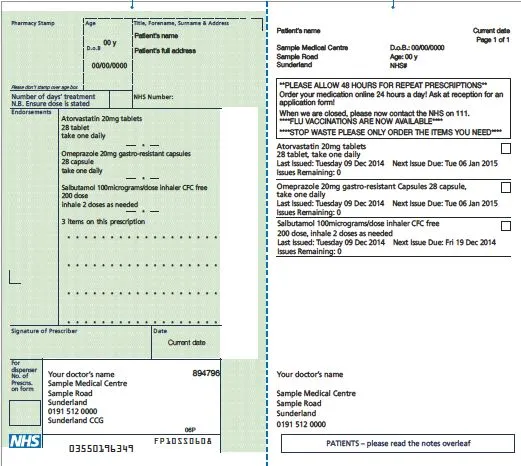 Pharmacy Stamp
Age
Title, Forename, Surname & Address
00 y
Patient's name
D.o.B
Patient's full address
00/00/0000
Please don't stamp over age box
Number of days' treatment
N.B. Ensure dose is stated
NHS Number:
Endorsements
Atorvastatin 20mg tablets
28 tablet
take one daily
Omeprazole 20mg gastro-resistant capsules
28 capsule
take one daily
Salbutamol 100micrograms/dose inhaler CFC free
200 dose
inhale 2 doses as needed
3 Items on this prescription
Signature of Prescriber
Date
Current date
For
dispenser
No. of
Prescns.
on form
Your doctor's name 894796
Sample Medical Centre
Sample Road
Sunderland
0191 512 0000
Sunderland CCG
06P
NHS
03550196349
FP10SS0608
Patient's name Current date
Page 1 of 1
Sample Medical Centre D.o.B.: 00/00/0000
Sample Road Age: 00 y
Sunderland NHS#
**PLEASE ALLOW 48 HOURS FOR REPEAT PRESCRIPTIONS**
Order your medication online 24 hours a day! Ask at reception for an
application form!
When we are closed, please now contact the NHS on 111.
****FLU VACCINATIONS ARE NOW AVAILABLE****
****STOP WASTE PLEASE ONLY ORDER THE ITEMS YOU NEED****
Atorvastatin 20mg tablets
28 tablet, take one daily
Last Issued: Tuesday 09 Dec 2014 Next Issue Due: Tue 06 Jan 2015
Issues Remaining: 0
Omeprazole 20mg gastro-resistant Capsules 28 capsule,
take one daily
Last Issued: Tuesday 09 Dec 2014 Next Issue Due: Tue 06 Jan 2015
Issues Remaining: 0
Salbutamol 100micrograms/dose inhaler CFC free
200 dose, inhale 2 doses as needed
Last Issued: Tuesday 09 Dec 2014 Next Issue Due: Fri 19 Dec 2014
Issues Remaining: 0
Your doctor's name
Sample Medical Centre
Sample Road
Sunderland
0191 512 0000
PATIENTS – please read the notes overleaf